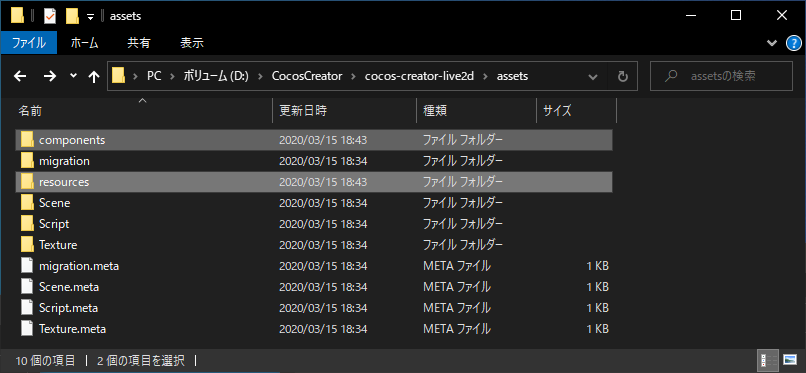 assets
ファイル ホーム 共有 表示
PC ボリューム (D:) CocosCreator cocos-creator-live2d assets assetsの検索
名前 更新日時 種類 サイズ
components 2020/03/15 18:43 ファイル フォルダー
migration 2020/03/15 18:34 ファイル フォルダー
resources 2020/03/15 18:43 ファイル フォルダー
Scene 2020/03/15 18:34 ファイル フォルダー
Script 2020/03/15 18:34 ファイル フォルダー
Texture 2020/03/15 18:34 ファイル フォルダー
migration.meta 2020/03/15 18:34 META ファイル 1 KB
Scene.meta 2020/03/15 18:34 META ファイル 1 KB
Script.meta 2020/03/15 18:34 META ファイル 1 KB
Texture.meta 2020/03/15 18:34 META ファイル 1 KB
10 個の項目 2 個の項目を選択